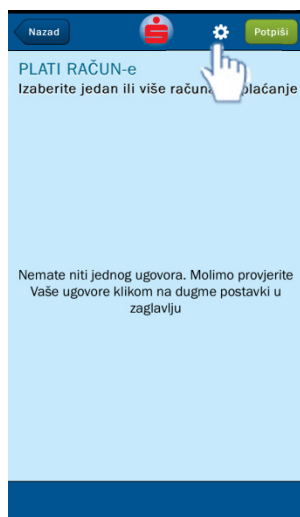 Nazad
Potpiši
PLATI RAČUN-e
Izaberite jedan ili više plaćanje
Nemate niti jednog ugovora. Molimo provjerite
Vaše ugovore klikom na dugme postavki u
zaglavlju